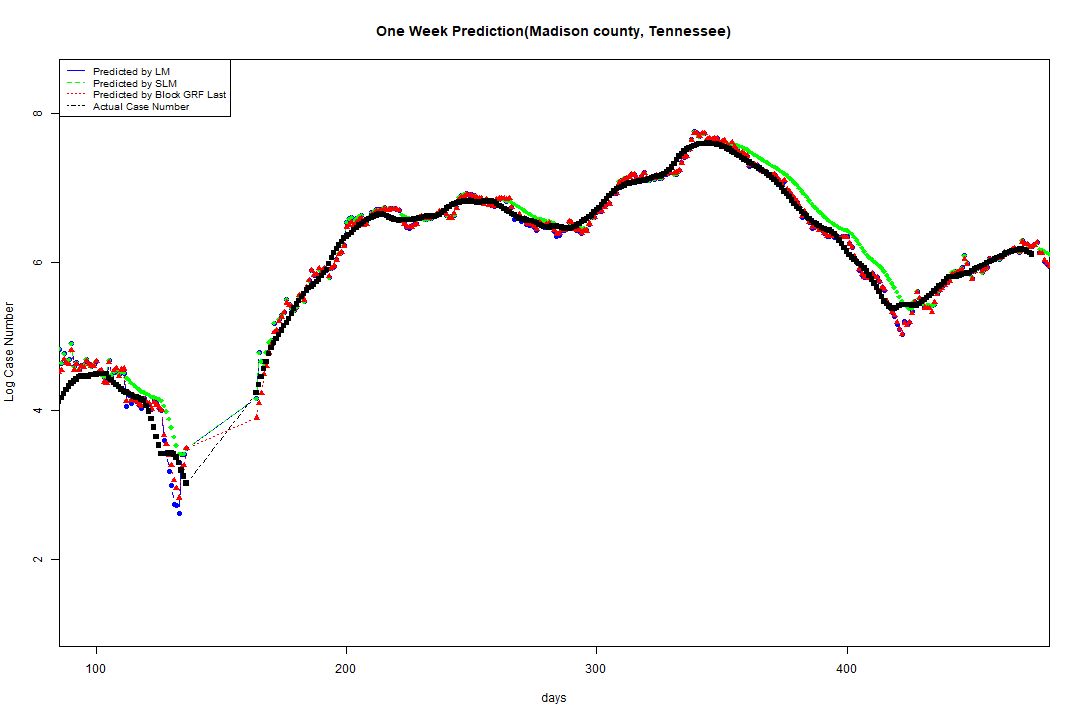 One Week Prediction(Madison county, Tennessee)
Predicted by LM
Predicted by SLM
Predicted by Block GRF Last
Actual Case Number
8
6
4
2
Log Case Number
100 200 300 400
days